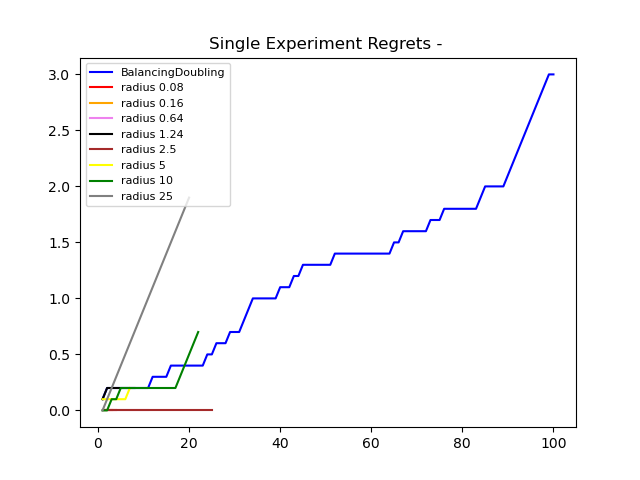 Single Experiment Regrets -
BalancingDoubling
radius 0.08
radius 0.16
radius 0.64
radius 1.24
radius 2.5
radius 5
radius 10
radius 25
3.0
2.5
2.0
1.5
1.0
0.5
0.0
0 20 40 60 80 100